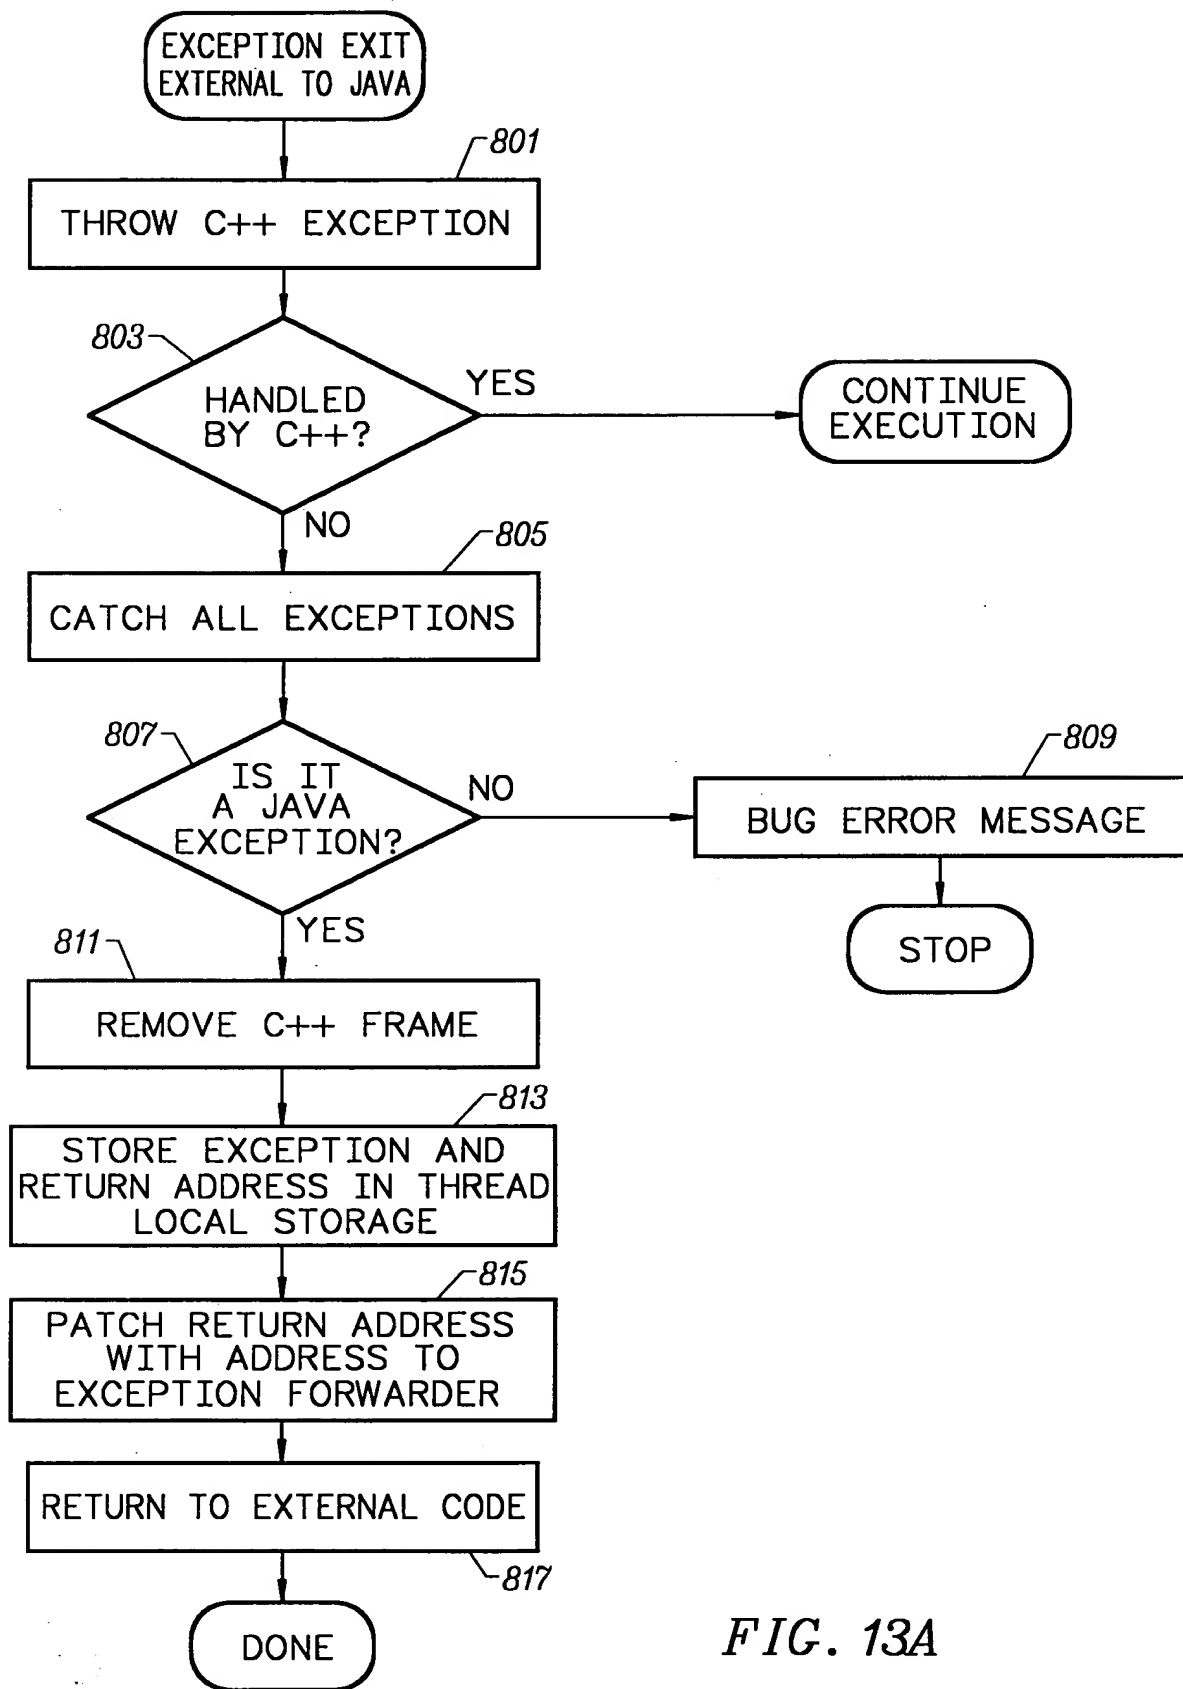 EXCEPTION EXIT
EXTERNAL TO JAVA
801
THROW C++ EXCEPTION
803
HANDLED
BY C++?
YES
CONTINUE
EXECUTION
NO
805
CATCH ALL EXCEPTIONS
807
IS IT
A JAVA
EXCEPTION?
NO
809
BUG ERROR MESSAGE
STOP
YES
811
REMOVE C++ FRAME
813
STORE EXCEPTION AND
RETURN ADDRESS IN THREAD
LOCAL STORAGE
815
PATCH RETURN ADDRESS
WITH ADDRESS TO
EXCEPTION FORWARDER
RETURN TO EXTERNAL CODE
817
DONE
FIG. 13A